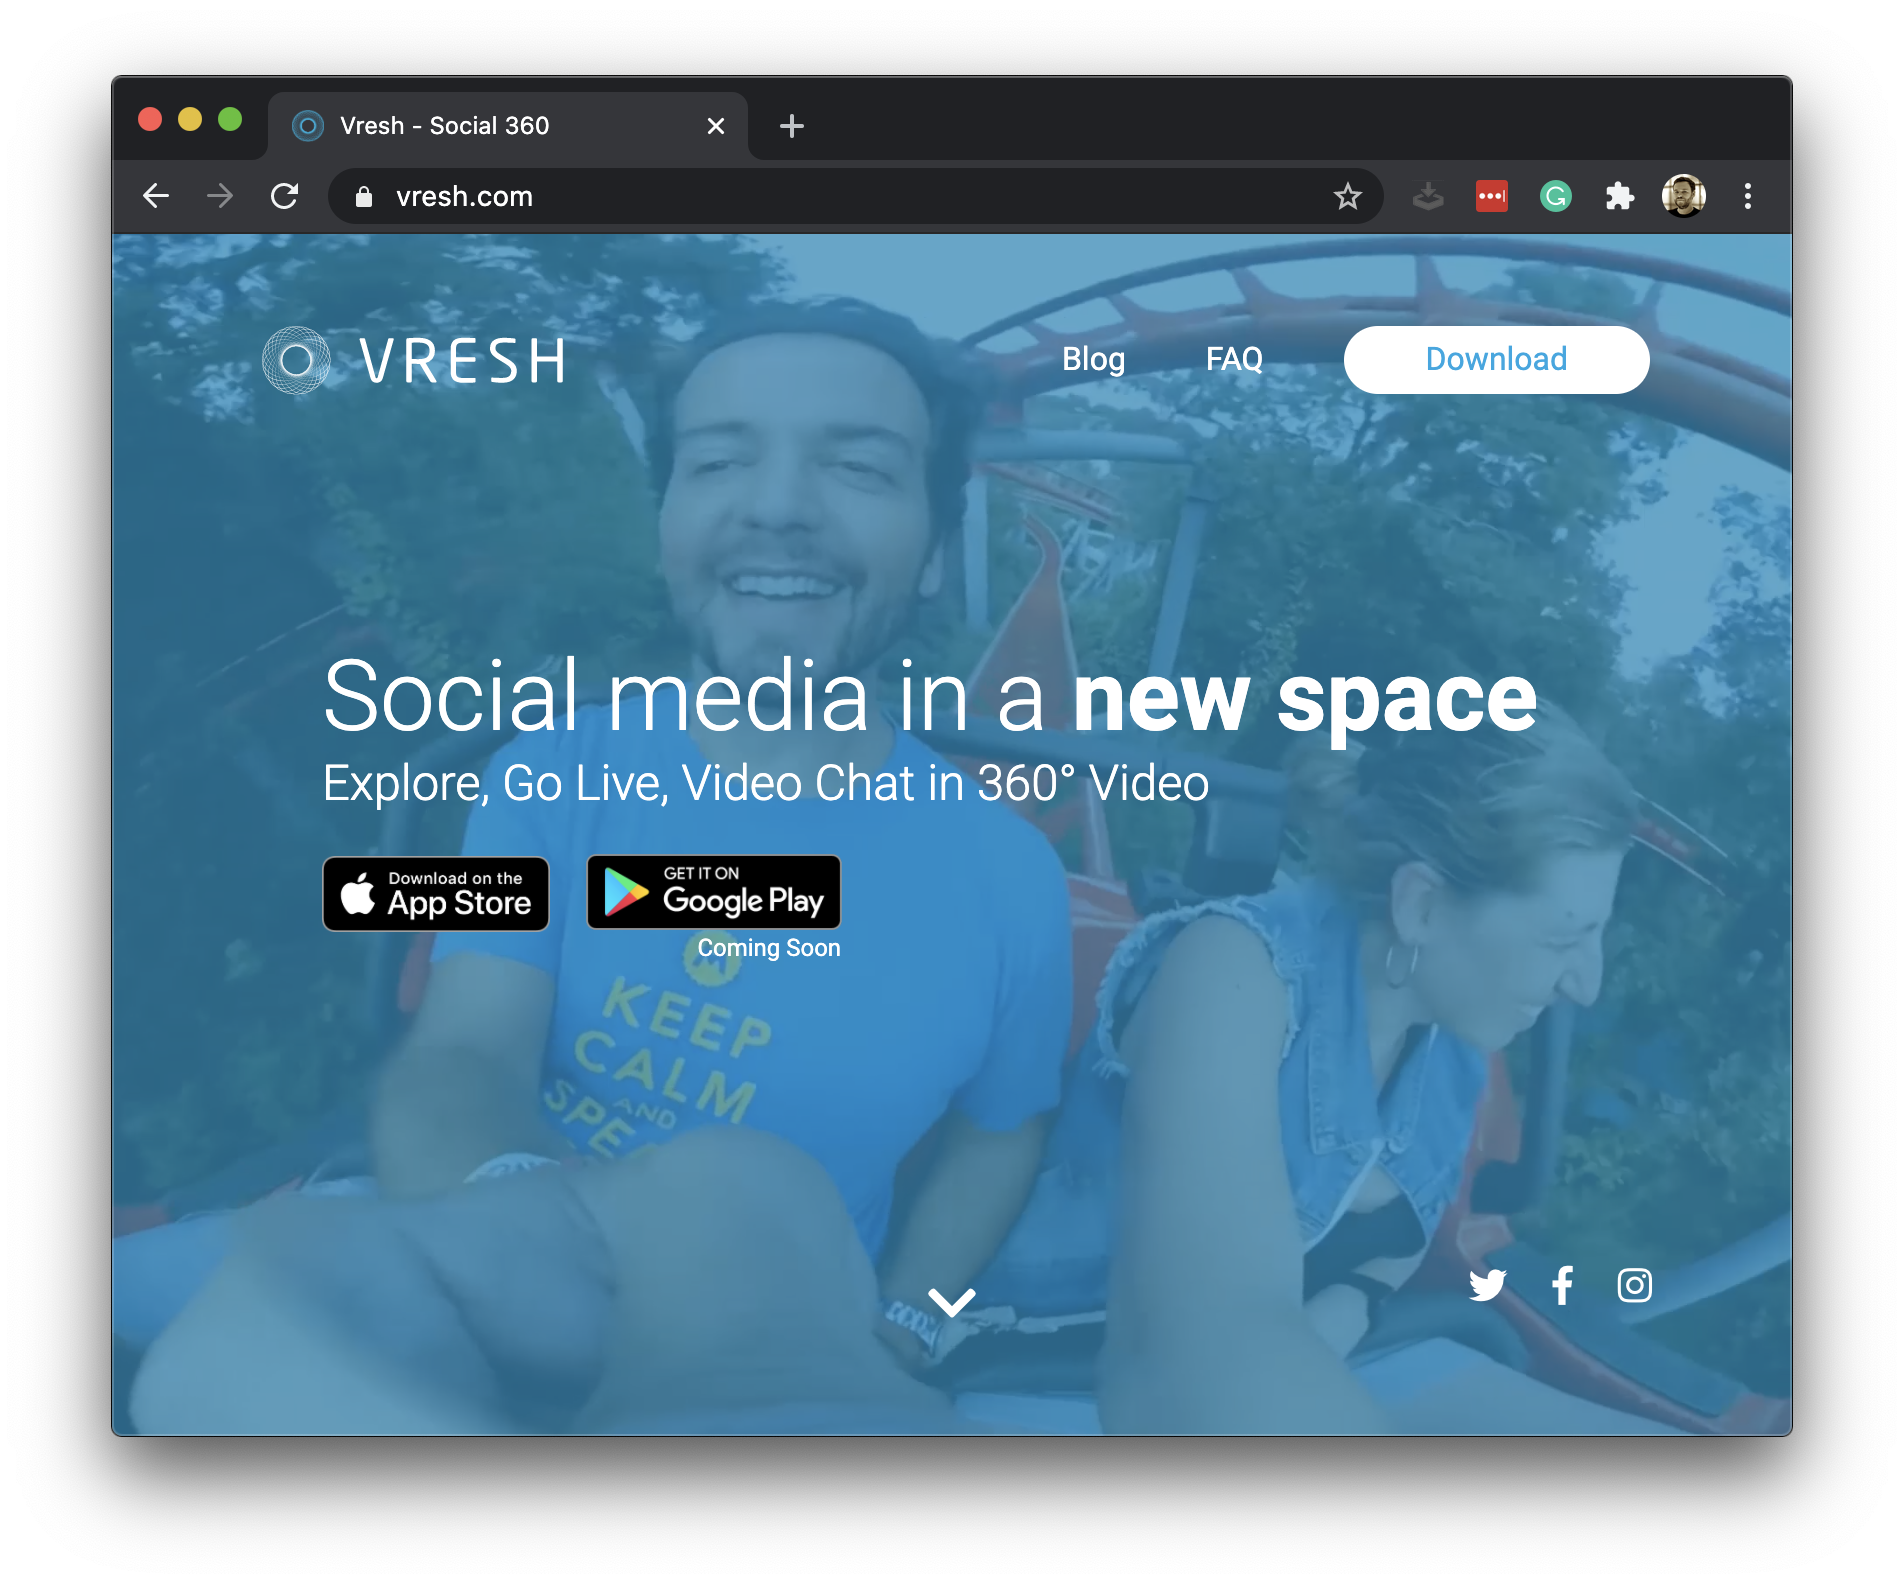 Vresh - Social 360
vresh.com
VRESH
Blog
FAQ
Download
Social media in a new space
Explore, Go Live, Video Chat in 360° Video
Download on the
App Store
GET IT ON
Google Play
Coming Soon
KEEP
CALM
AND